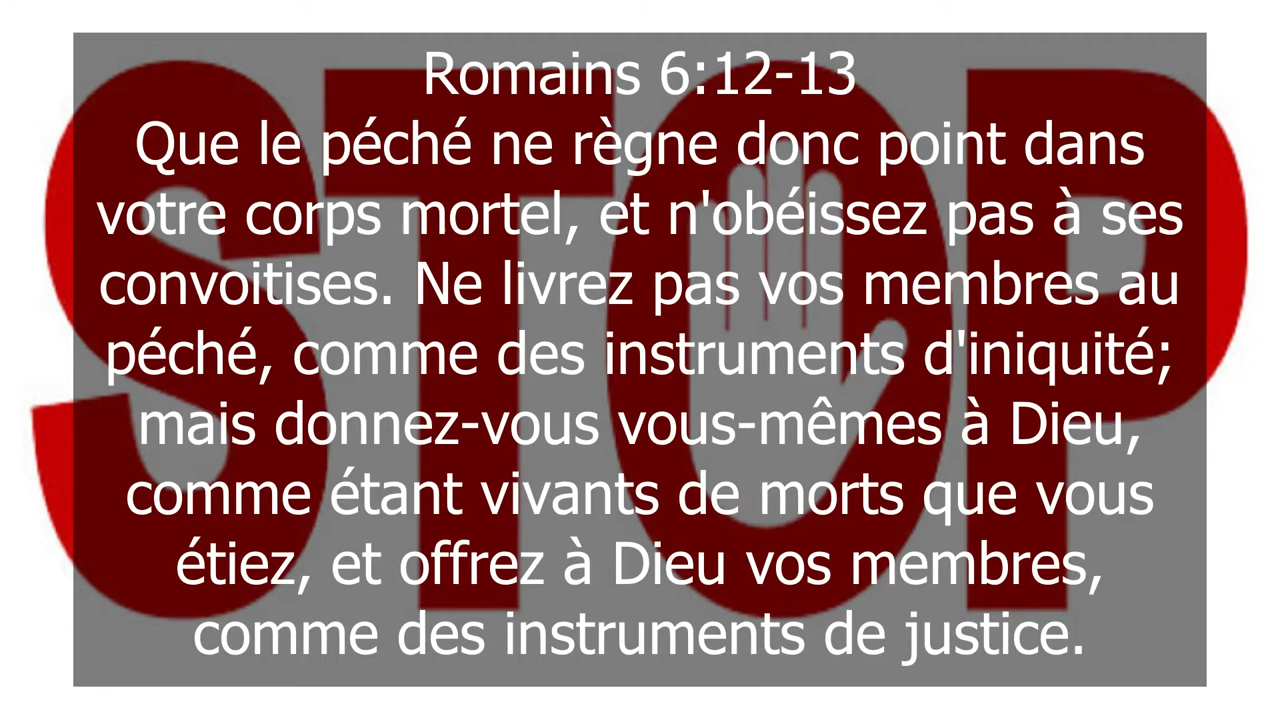 Romains 6:12-13
Que le péché ne règne donc point dans
votre corps mortel, et n'obéissez pas à ses
convoitises. Ne livrez pas vos membres au
péché, comme des instruments d'iniquité;
mais donnez-vous vous-mêmes à Dieu,
comme étant vivants de morts que vous
étiez, et offrez à Dieu vos membres,
comme des instruments de justice.
STOP